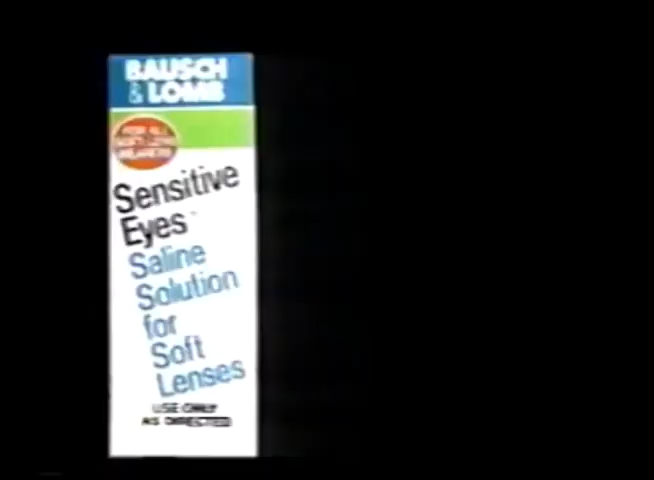 BAUSCH
& LOMB
Sensitive
Eyes
Saline
Solution
for
Soft
Lenses
USE ONLY
AS DIRECTED